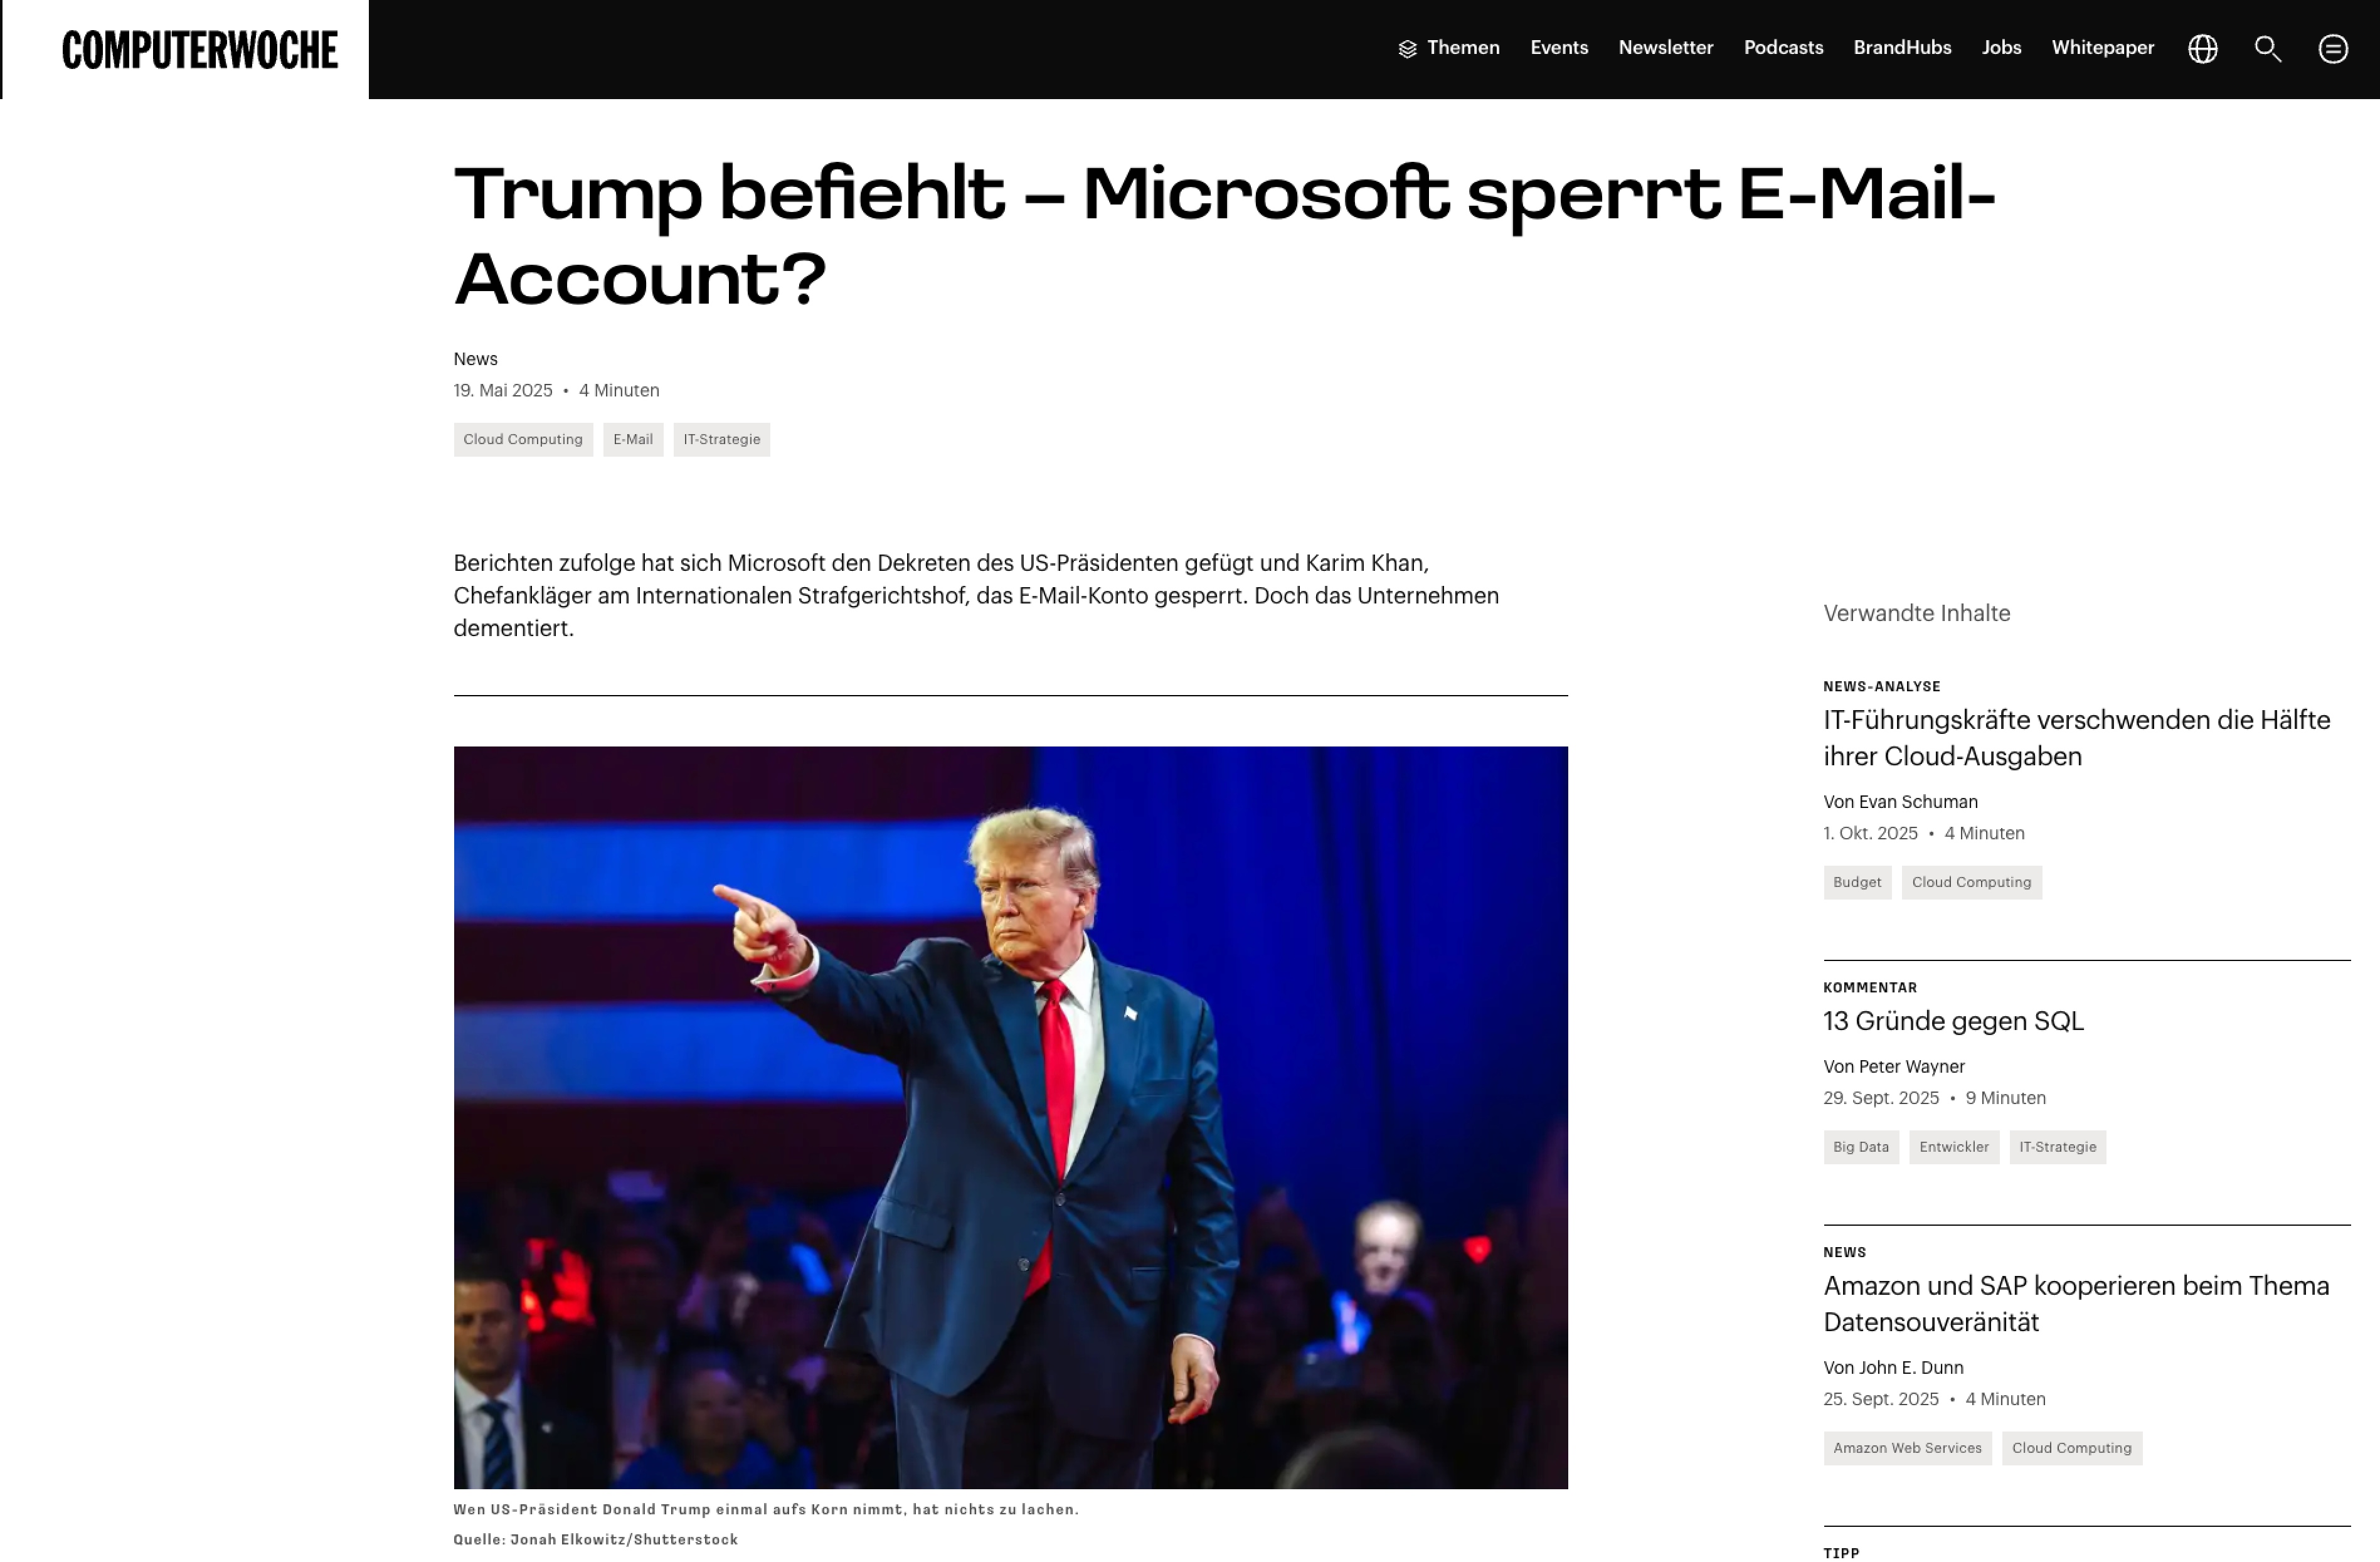 COMPUTERWOCHE
Themen Events Newsletter Podcasts BrandHubs Jobs Whitepaper
Trump befiehlt – Microsoft sperrt E-Mail-
Account?
News
19. Mai 2025 • 4 Minuten
Cloud Computing E-Mail IT-Strategie
Berichten zufolge hat sich Microsoft den Dekreten des US-Präsidenten gefügt und Karim Khan,
Chefankläger am Internationalen Strafgerichtshof, das E-Mail-Konto gesperrt. Doch das Unternehmen
dementiert.
Wen US-Präsident Donald Trump einmal aufs Korn nimmt, hat nichts zu lachen.
Quelle: Jonah Elkowitz/Shutterstock
Verwandte Inhalte
NEWS-ANALYSE
IT-Führungskräfte verschwenden die Hälfte
ihrer Cloud-Ausgaben
Von Evan Schuman
1. Okt. 2025 • 4 Minuten
Budget Cloud Computing
KOMMENTAR
13 Gründe gegen SQL
Von Peter Wayner
29. Sept. 2025 • 9 Minuten
Big Data Entwickler IT-Strategie
NEWS
Amazon und SAP kooperieren beim Thema
Datensouveränität
Von John E. Dunn
25. Sept. 2025 • 4 Minuten
Amazon Web Services Cloud Computing
TIPP